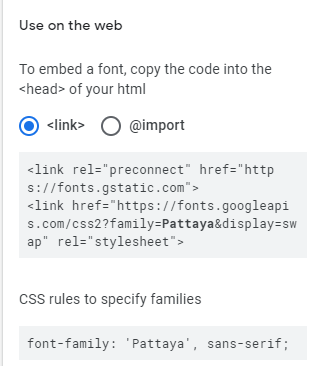 Use on the web
To embed a font, copy the code into the
<head> of your html
<link> @import
<link rel="preconnect" href="http
s://fonts.gstatic.com">
<link href="https://fonts.googleapi
s.com/css2?family=Pattaya&display=sw
ap" rel="stylesheet">
CSS rules to specify families
font-family: 'Pattaya', sans-serif;